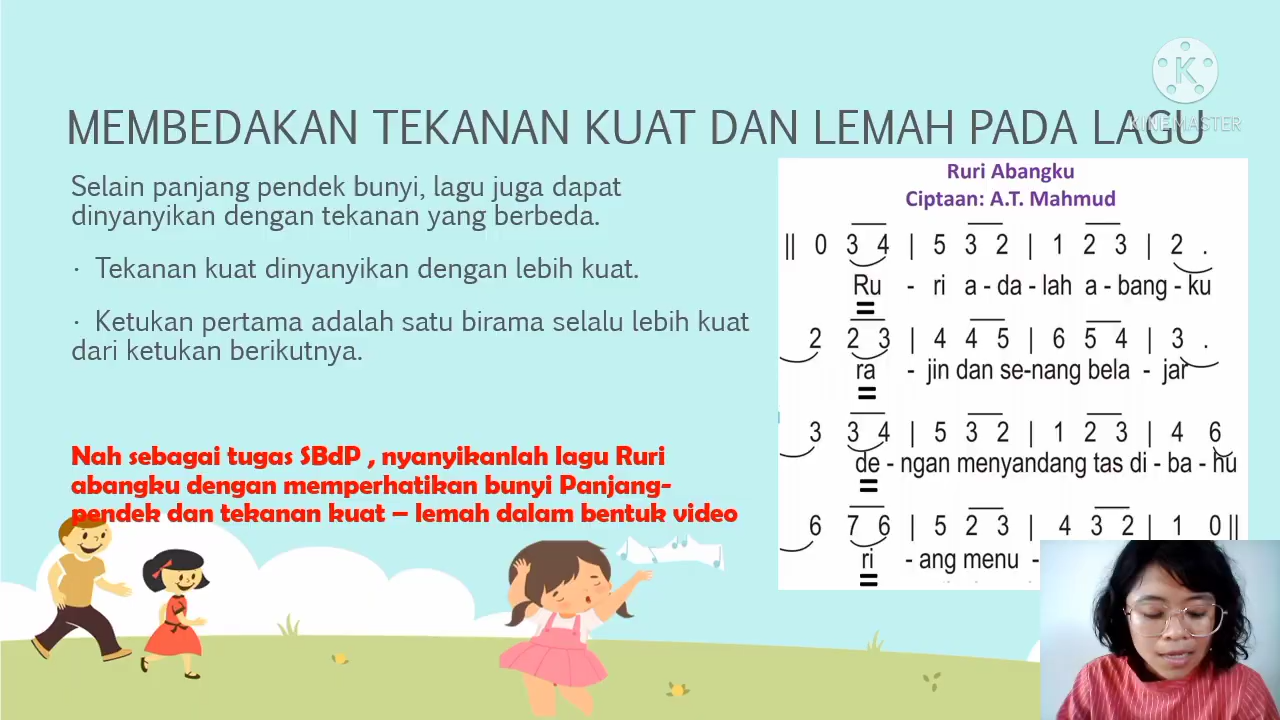 K
KINEMASTER
MEMBEDAKAN TEKANAN KUAT DAN LEMAH PADA LAGU
Selain panjang pendek bunyi, lagu juga dapat
dinyanyikan dengan tekanan yang berbeda.
· Tekanan kuat dinyanyikan dengan lebih kuat.
· Ketukan pertama adalah satu birama selalu lebih kuat
dari ketukan berikutnya.
Nah sebagai tugas SBdP , nyanyikanlah lagu Ruri
abangku dengan memperhatikan bunyi Panjang-
pendek dan tekanan kuat – lemah dalam bentuk video
Ruri Abangku
Ciptaan: A.T. Mahmud
|| 0 3 4 | 5 3 2 | 1 2 3 | 2 .
Ru - ri a - da - lah a - bang - ku
2 2 3 | 4 4 5 | 6 5 4 | 3 .
ra - jin dan se-nang bela - jar
3 3 4 | 5 3 2 | 1 2 3 | 4 6
de - ngan menyandang tas di - ba - hu
6 7 6 | 5 2 3 | 4 3 2 | 1 0 ||
ri - ang menu -